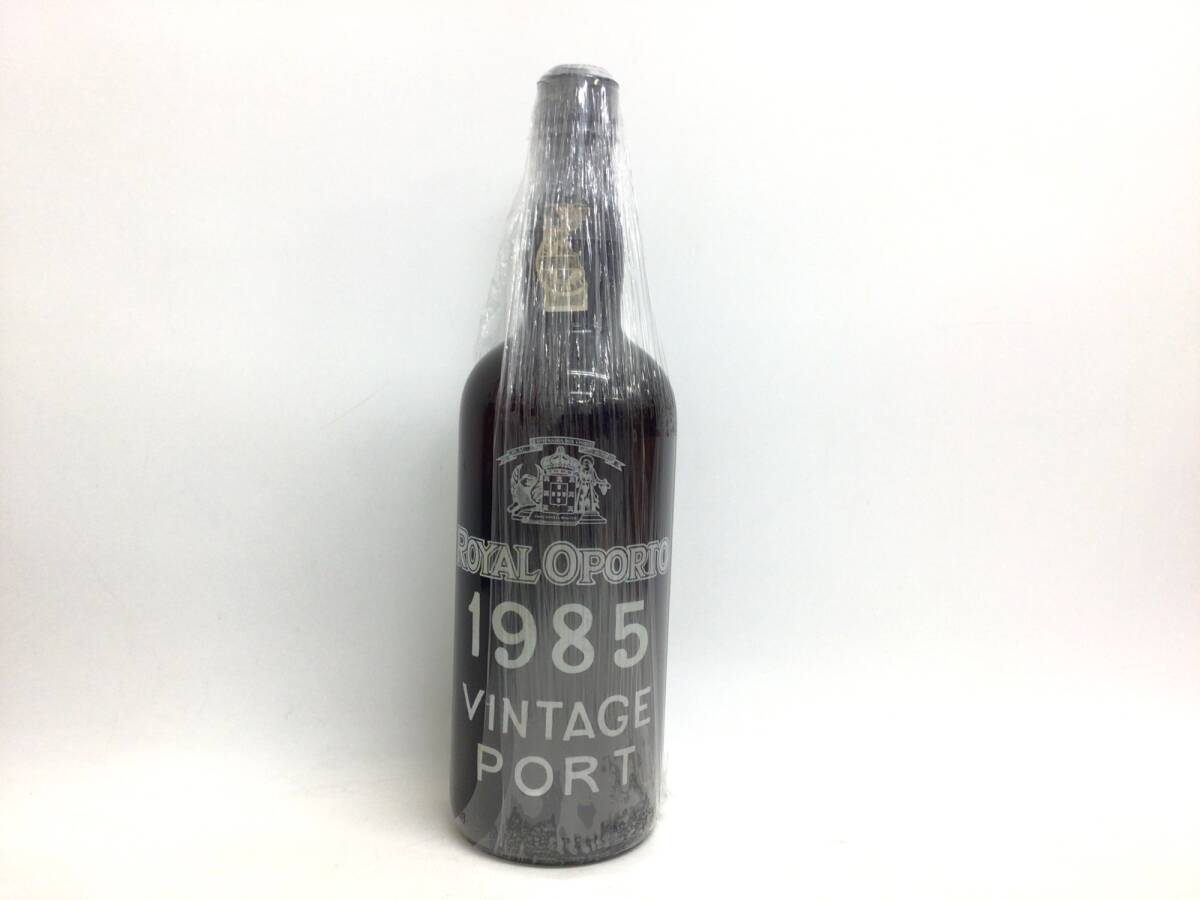 ROYAL OPORTO
1985
VINTAGE
PORT